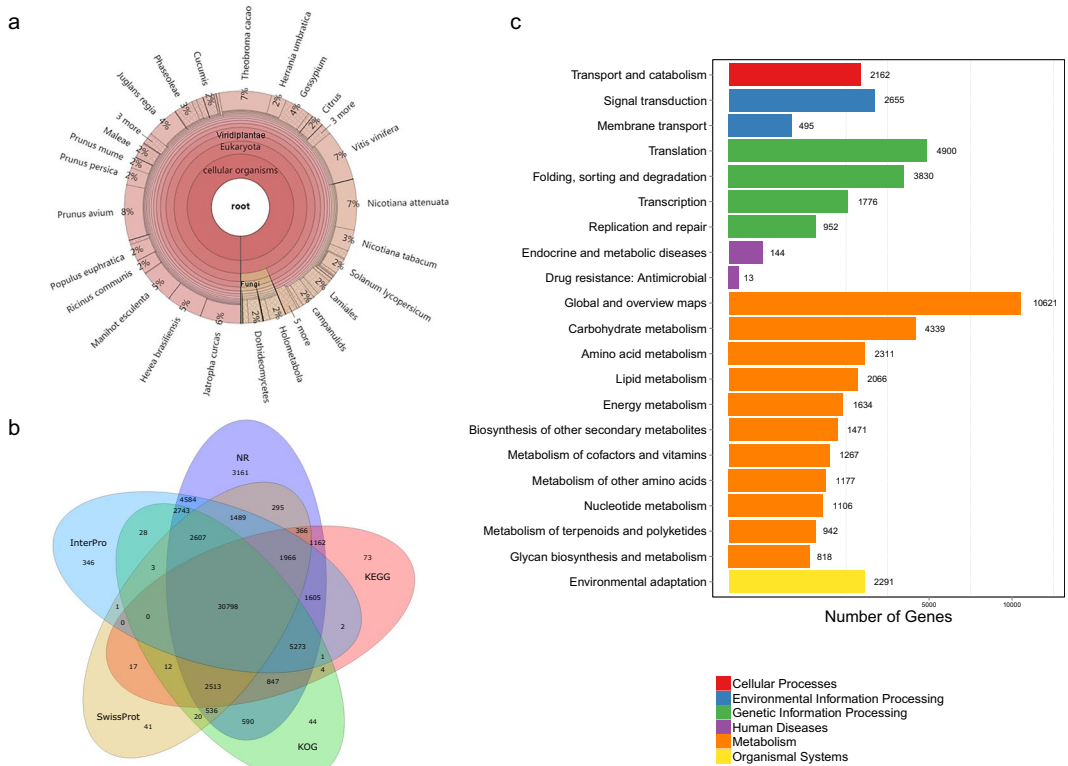 a
Theobroma cacao
7%
Herrania umbratica
2%
Gossypium
4%
Citrus
2%
3 more
Vitis vinifera
7%
Nicotiana attenuata
7%
Nicotiana tabacum
3%
Solanum lycopersicum
2%
Lamiales
2%
campanulids
2%
5 more
Holometabola
2%
Dothideomycetes
2%
Jatropha curcas
6%
Hevea brasiliensis
5%
Manihot esculenta
5%
Ricinus communis
2%
Populus euphratica
2%
Prunus avium
8%
Prunus persica
2%
Prunus mume
2%
Maleae
2%
3 more
Juglans regia
4%
Phaseoleae
3%
Cucumis
2%
Viridiplantae
Eukaryota
cellular organisms
root
Fungi
b
NR
3161
4584
2743
295
1489
28
366
1162
2607
InterPro
1966
73
346
3
KEGG
1605
1
30798
0
0
2
5273
1
17
12
4
847
2513
SwissProt
536
20
44
41
590
KOG
c
Transport and catabolism 2162
Signal transduction 2655
Membrane transport 495
Translation 4900
Folding, sorting and degradation 3830
Transcription 1776
Replication and repair 952
Endocrine and metabolic diseases 144
Drug resistance: Antimicrobial 13
Global and overview maps 10621
Carbohydrate metabolism 4339
Amino acid metabolism 2311
Lipid metabolism 2066
Energy metabolism 1634
Biosynthesis of other secondary metabolites 1471
Metabolism of cofactors and vitamins 1267
Metabolism of other amino acids 1177
Nucleotide metabolism 1106
Metabolism of terpenoids and polyketides 942
Glycan biosynthesis and metabolism 818
Environmental adaptation 2291
5000 10000
Number of Genes
Cellular Processes
Environmental Information Processing
Genetic Information Processing
Human Diseases
Metabolism
Organismal Systems